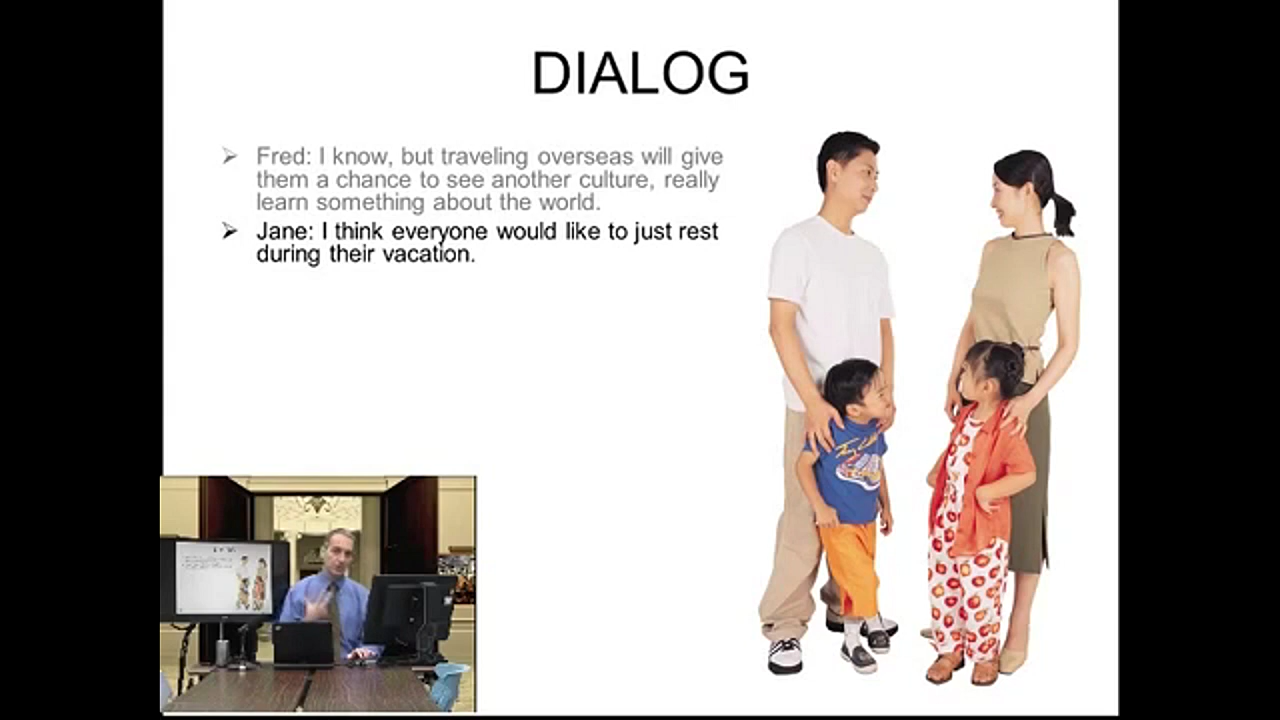 DIALOG
Fred: I know, but traveling overseas will give
them a chance to see another culture, really
learn something about the world.
Jane: I think everyone would like to just rest
during their vacation.